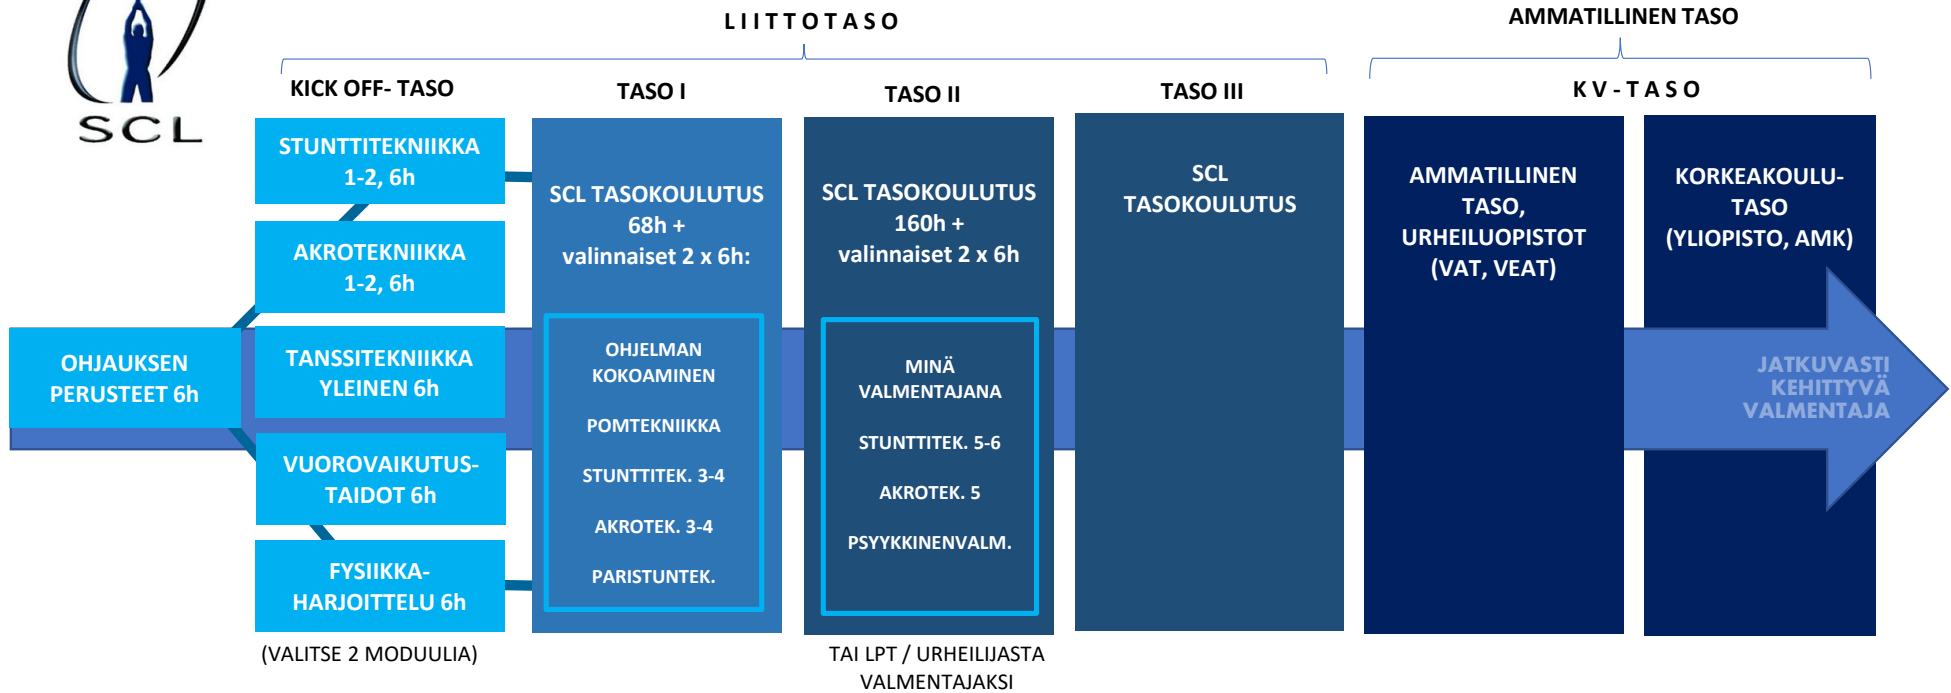 SCL
LIITTOTASO
AMMATILLINEN TASO
KICK OFF- TASO
TASO I
TASO II
TASO III
KV-TASO
OHJAUKSEN
PERUSTEET 6h
STUNTTITEKNIIKKA
1-2, 6h
AKROTEKNIIKKA
1-2, 6h
TANSSITEKNIIKKA
YLEINEN 6h
VUOROVAIKUTUS-
TAIDOT 6h
FYSIIKKA-
HARJOITTELU 6h
(VALITSE 2 MODUULIA)
SCL TASOKOULUTUS
68h +
valinnaiset 2 x 6h:
OHJELMAN
KOKOAMINEN
POMTEKNIIKKA
STUNTTITEK. 3-4
AKROTEK. 3-4
PARISTUNTEK.
SCL TASOKOULUTUS
160h +
valinnaiset 2 x 6h
MINÄ
VALMENTAJANA
STUNTTITEK. 5-6
AKROTEK. 5
PSYYKKINENVALM.
TAI LPT / URHEILIJASTA
VALMENTAJAKSI
SCL
TASOKOULUTUS
AMMATILLINEN
TASO,
URHEILUOPISTOT
(VAT, VEAT)
KORKEAKOULU-
TASO
(YLIOPISTO, AMK)
JATKUVASTI
KEHITTYVÄ
VALMENTAJA